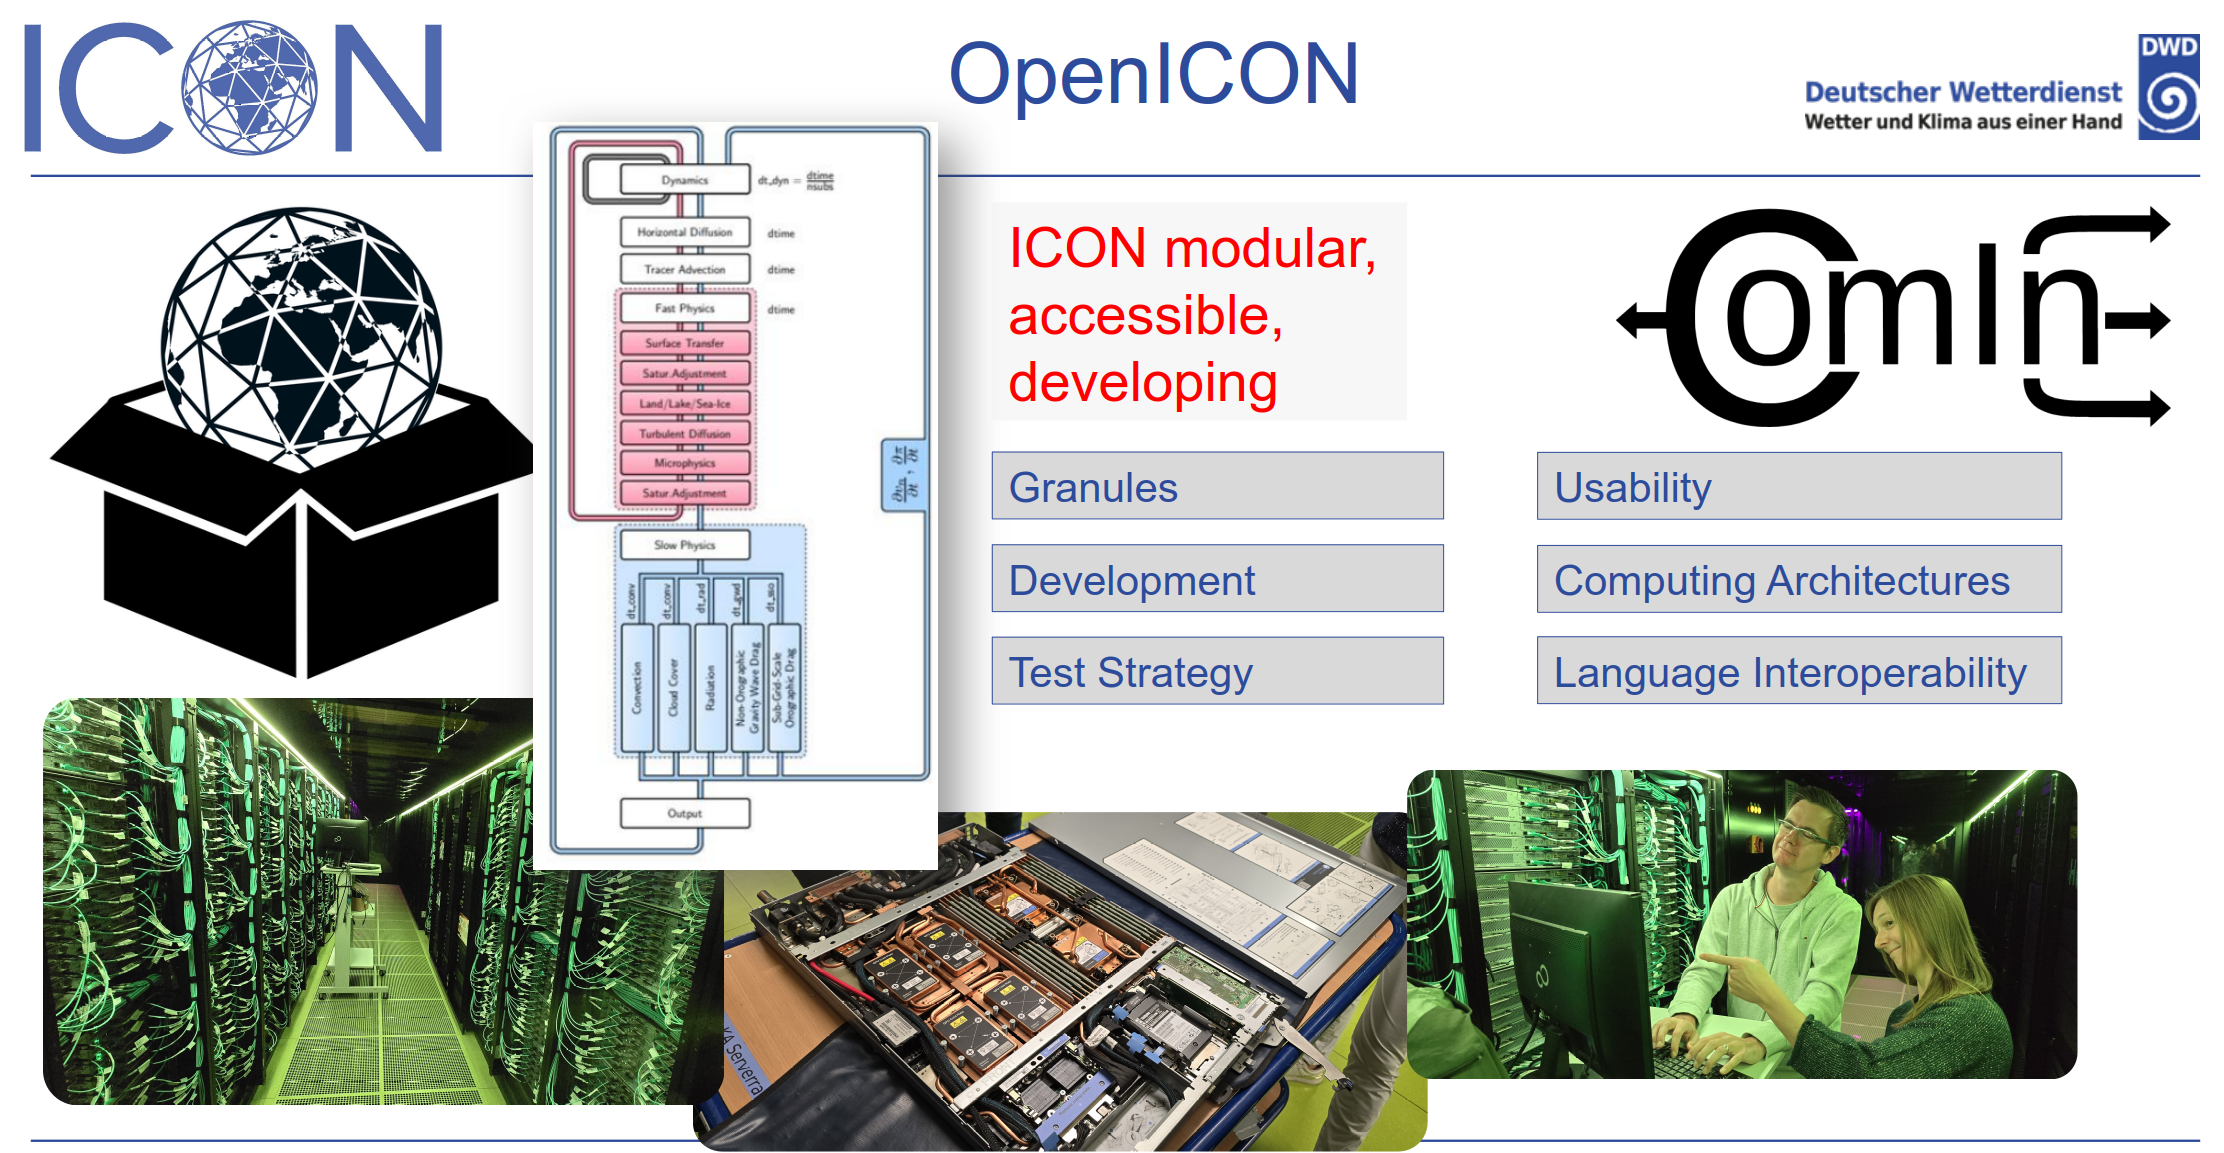 ICON
OpenICON
DWD
Deutscher Wetterdienst
Wetter und Klima aus einer Hand
Dynamics
dt_dyn = dtime
nsubs
Horizontal Diffusion
dtime
Tracer Advection
dtime
Fast Physics
dtime
Surface Transfer
Satur.Adjustment
Land/Lake/Sea-Ice
Turbulent Diffusion
Microphysics
Satur.Adjustment
∂vn/∂t , ∂π/∂t
Slow Physics
dt_conv
dt_conv
dt_rad
dt_gwd
dt_sso
Convection
Cloud Cover
Radiation
Non-Orographic
Gravity Wave Drag
Sub-Grid-Scale
Orographic Drag
Output
ICON modular,
accessible,
developing
Granules
Development
Test Strategy
ComIn
Usability
Computing Architectures
Language Interoperability